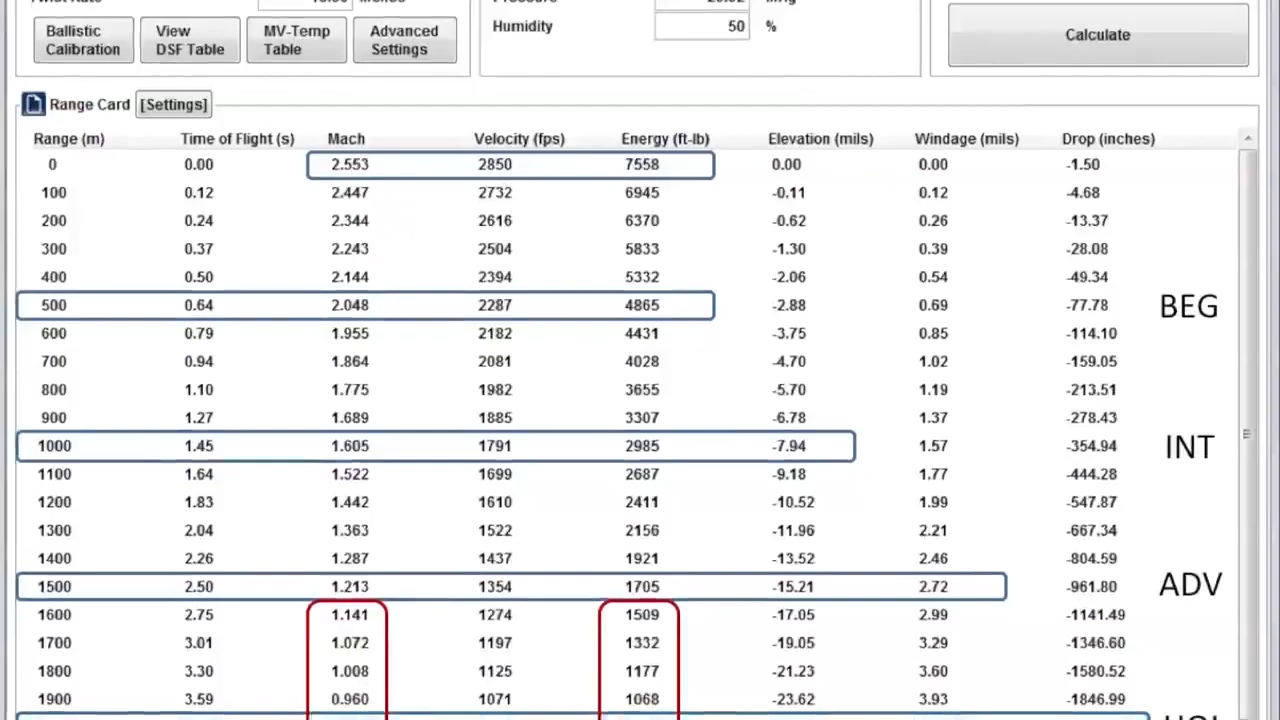 Humidity 50 %
Ballistic Calibration View DSF Table MV-Temp Table Advanced Settings Calculate
Range Card [Settings]
Range (m) Time of Flight (s) Mach Velocity (fps) Energy (ft-lb) Elevation (mils) Windage (mils) Drop (inches)
0 0.00 2.553 2850 7558 0.00 0.00 -1.50
100 0.12 2.447 2732 6945 -0.11 0.12 -4.68
200 0.24 2.344 2616 6370 -0.62 0.26 -13.37
300 0.37 2.243 2504 5833 -1.30 0.39 -28.08
400 0.50 2.144 2394 5332 -2.06 0.54 -49.34
500 0.64 2.048 2287 4865 -2.88 0.69 -77.78 BEG
600 0.79 1.955 2182 4431 -3.75 0.85 -114.10
700 0.94 1.864 2081 4028 -4.70 1.02 -159.05
800 1.10 1.775 1982 3655 -5.70 1.19 -213.51
900 1.27 1.689 1885 3307 -6.78 1.37 -278.43
1000 1.45 1.605 1791 2985 -7.94 1.57 -354.94 INT
1100 1.64 1.522 1699 2687 -9.18 1.77 -444.28
1200 1.83 1.442 1610 2411 -10.52 1.99 -547.87
1300 2.04 1.363 1522 2156 -11.96 2.21 -667.34
1400 2.26 1.287 1437 1921 -13.52 2.46 -804.59
1500 2.50 1.213 1354 1705 -15.21 2.72 -961.80 ADV
1600 2.75 1.141 1274 1509 -17.05 2.99 -1141.49
1700 3.01 1.072 1197 1332 -19.05 3.29 -1346.60
1800 3.30 1.008 1125 1177 -21.23 3.60 -1580.52
1900 3.59 0.960 1071 1068 -23.62 3.93 -1846.99